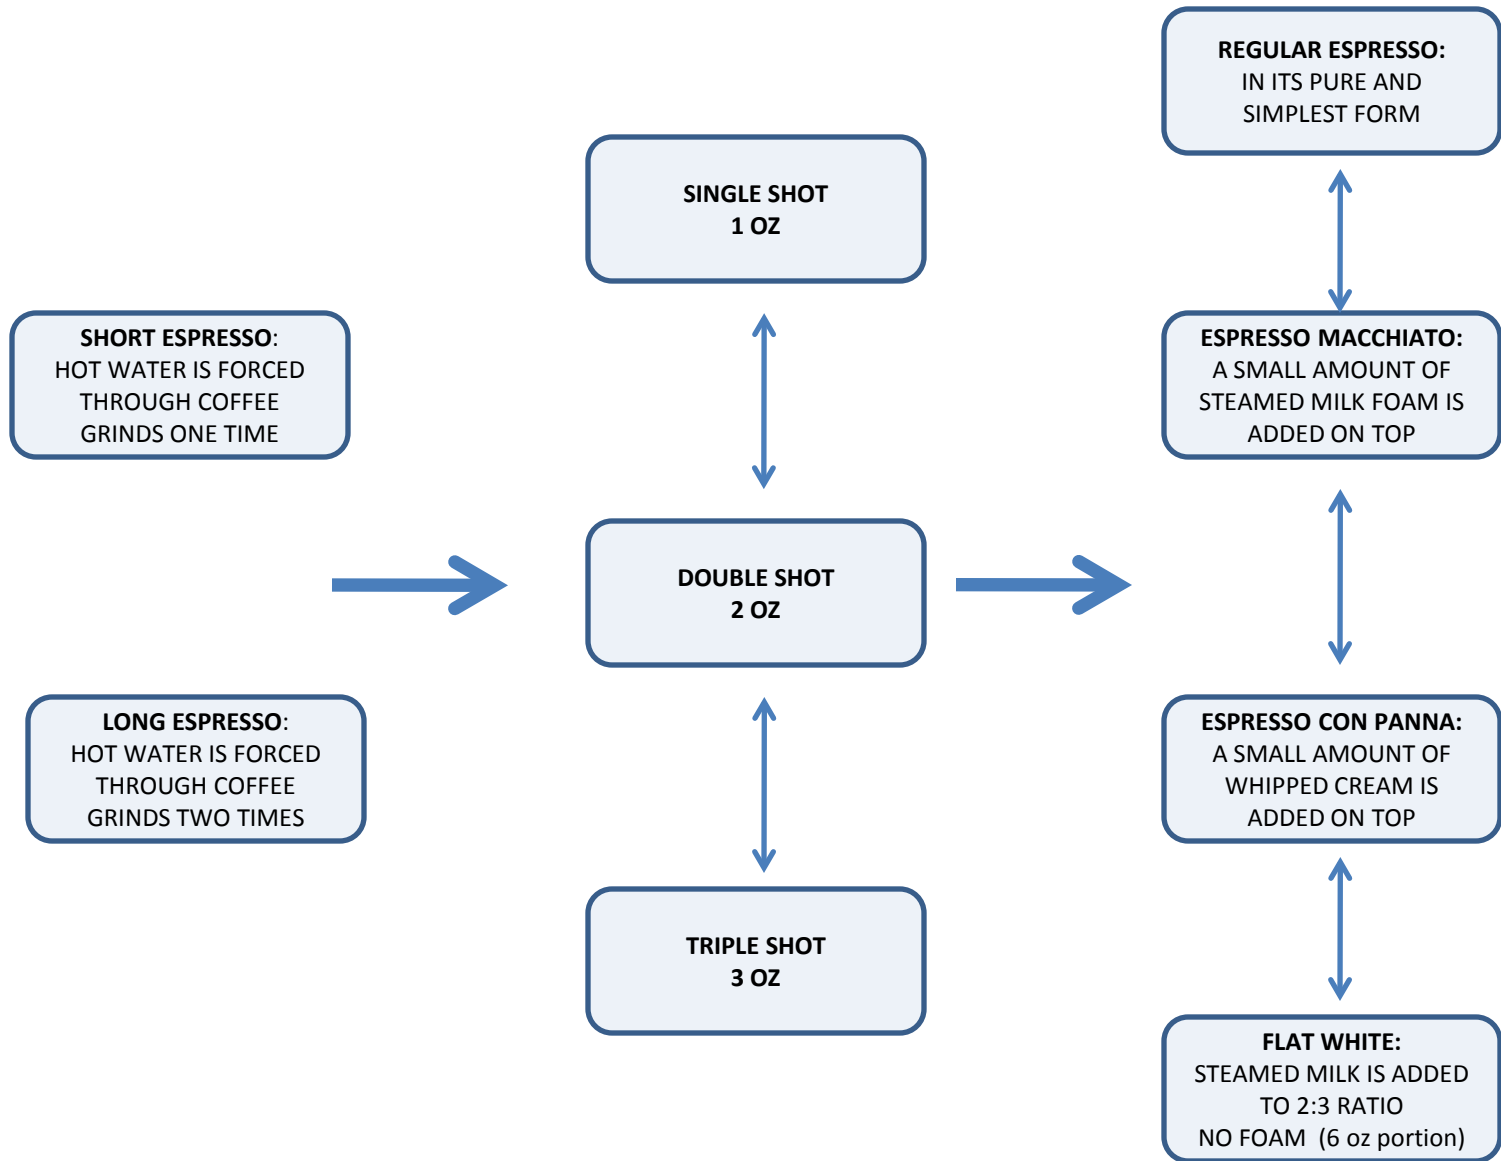 SHORT ESPRESSO:
HOT WATER IS FORCED
THROUGH COFFEE
GRINDS ONE TIME
LONG ESPRESSO:
HOT WATER IS FORCED
THROUGH COFFEE
GRINDS TWO TIMES
SINGLE SHOT
1 OZ
DOUBLE SHOT
2 OZ
TRIPLE SHOT
3 OZ
REGULAR ESPRESSO:
IN ITS PURE AND
SIMPLEST FORM
ESPRESSO MACCHIATO:
A SMALL AMOUNT OF
STEAMED MILK FOAM IS
ADDED ON TOP
ESPRESSO CON PANNA:
A SMALL AMOUNT OF
WHIPPED CREAM IS
ADDED ON TOP
FLAT WHITE:
STEAMED MILK IS ADDED
TO 2:3 RATIO
NO FOAM (6 oz portion)